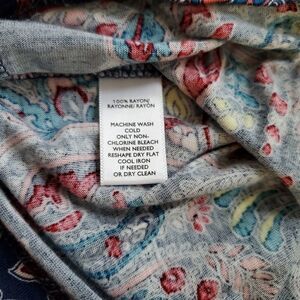 100% RAYON/
RAYONNE/ RAYÓN
MACHINE WASH
COLD
ONLY NON-
CHLORINE BLEACH
WHEN NEEDED
RESHAPE DRY FLAT
COOL IRON
IF NEEDED
OR DRY CLEAN